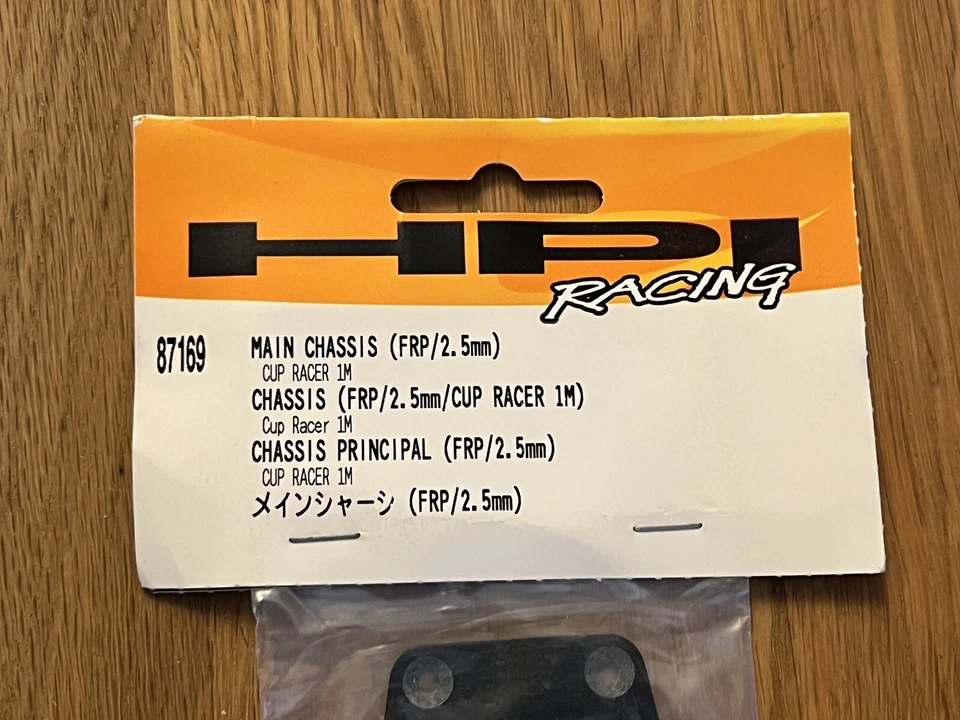 HPI
RACING
87169
MAIN CHASSIS (FRP/2.5mm)
CUP RACER 1M
CHASSIS (FRP/2.5mm/CUP RACER 1M)
Cup Racer 1M
CHASSIS PRINCIPAL (FRP/2.5mm)
CUP RACER 1M
メインシャーシ (FRP/2.5mm)